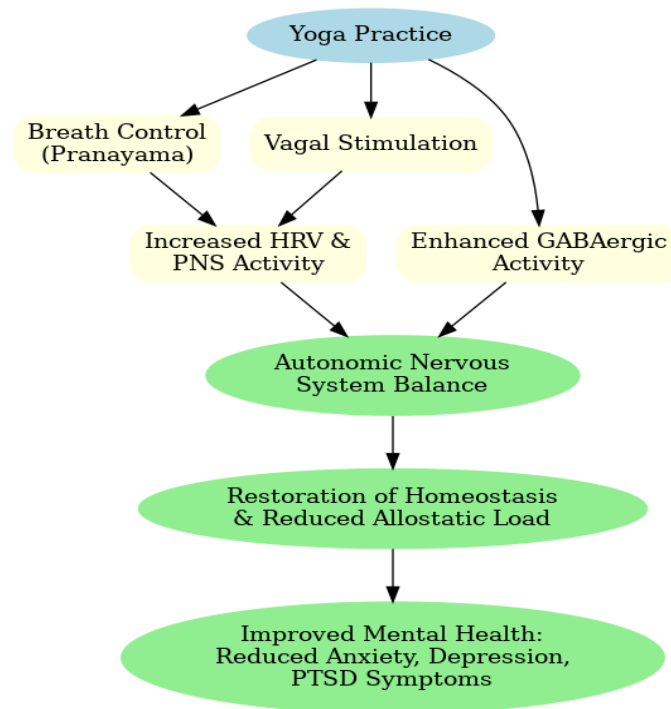 Yoga Practice
Breath Control
(Pranayama)
Vagal Stimulation
Increased HRV &
PNS Activity
Enhanced GABAergic
Activity
Autonomic Nervous
System Balance
Restoration of Homeostasis
& Reduced Allostatic Load
Improved Mental Health:
Reduced Anxiety, Depression,
PTSD Symptoms